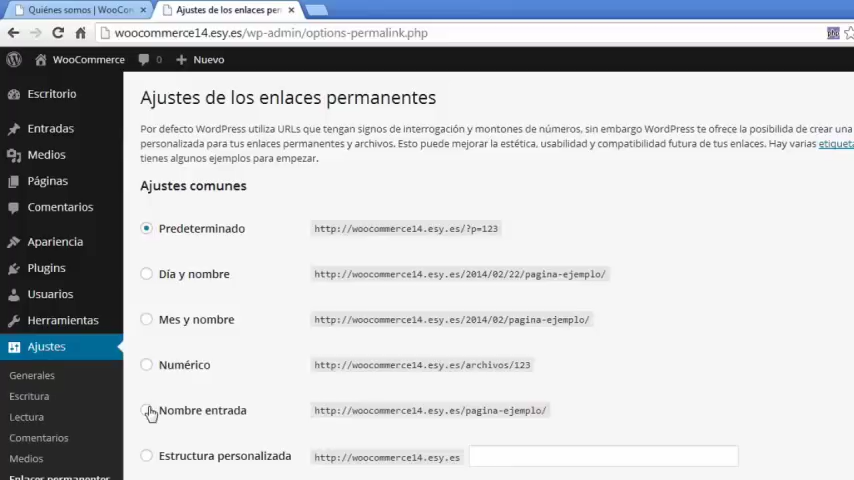 Quiénes somos | WooCom
Ajustes de los enlaces per
woocommerce14.esy.es/wp-admin/options-permalink.php
WooCommerce 0 Nuevo
Escritorio
Entradas
Medios
Páginas
Comentarios
Apariencia
Plugins
Usuarios
Herramientas
Ajustes
Generales
Escritura
Lectura
Comentarios
Medios
Enlaces permanentes
Ajustes de los enlaces permanentes
Por defecto WordPress utiliza URLs que tengan signos de interrogación y montones de números, sin embargo WordPress te ofrece la posibilida de crear una
personalizada para tus enlaces permanentes y archivos. Esto puede mejorar la estética, usabilidad y compatibilidad futura de tus enlaces. Hay varias etiqueta
tienes algunos ejemplos para empezar.
Ajustes comunes
Predeterminado http://woocommerce14.esy.es/?p=123
Día y nombre http://woocommerce14.esy.es/2014/02/22/pagina-ejemplo/
Mes y nombre http://woocommerce14.esy.es/2014/02/pagina-ejemplo/
Numérico http://woocommerce14.esy.es/archivos/123
Nombre entrada http://woocommerce14.esy.es/pagina-ejemplo/
Estructura personalizada http://woocommerce14.esy.es